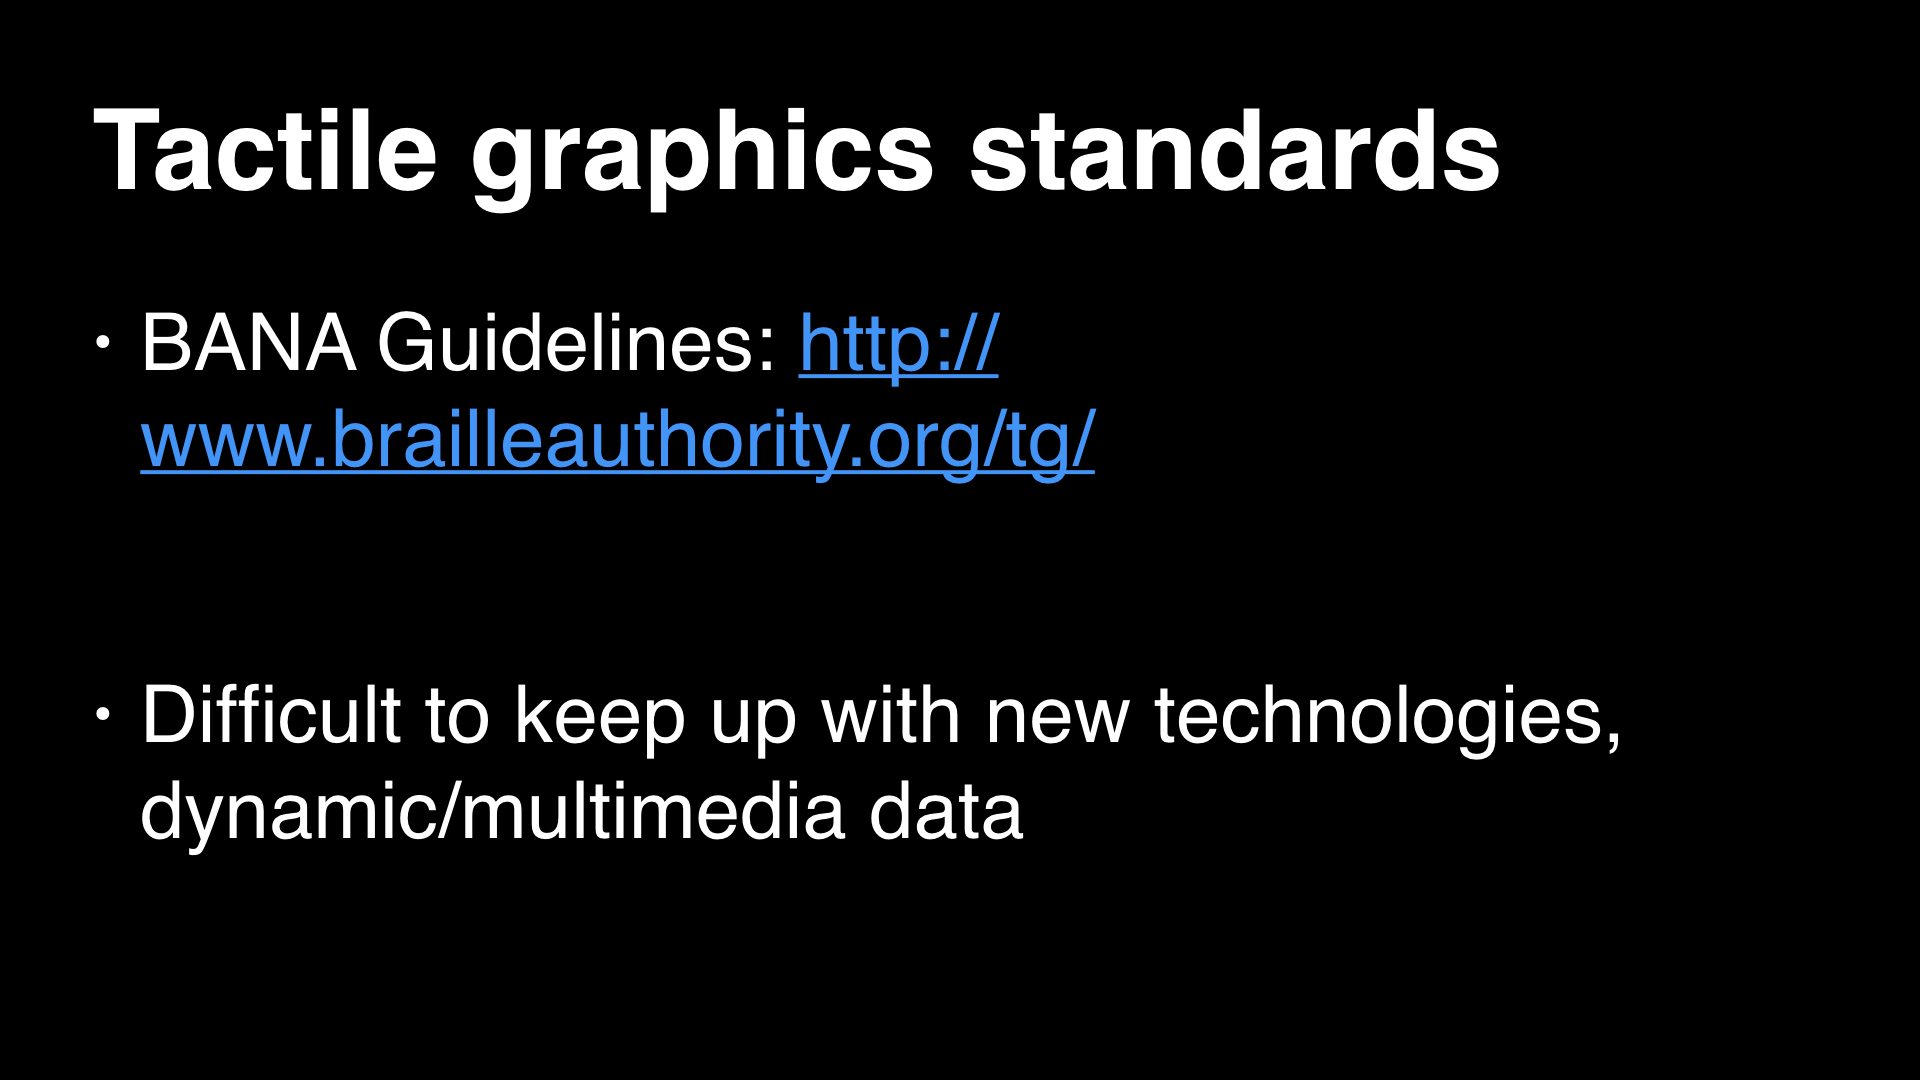 Tactile graphics standards
• BANA Guidelines: http://
www.brailleauthority.org/tg/
• Difficult to keep up with new technologies,
dynamic/multimedia data